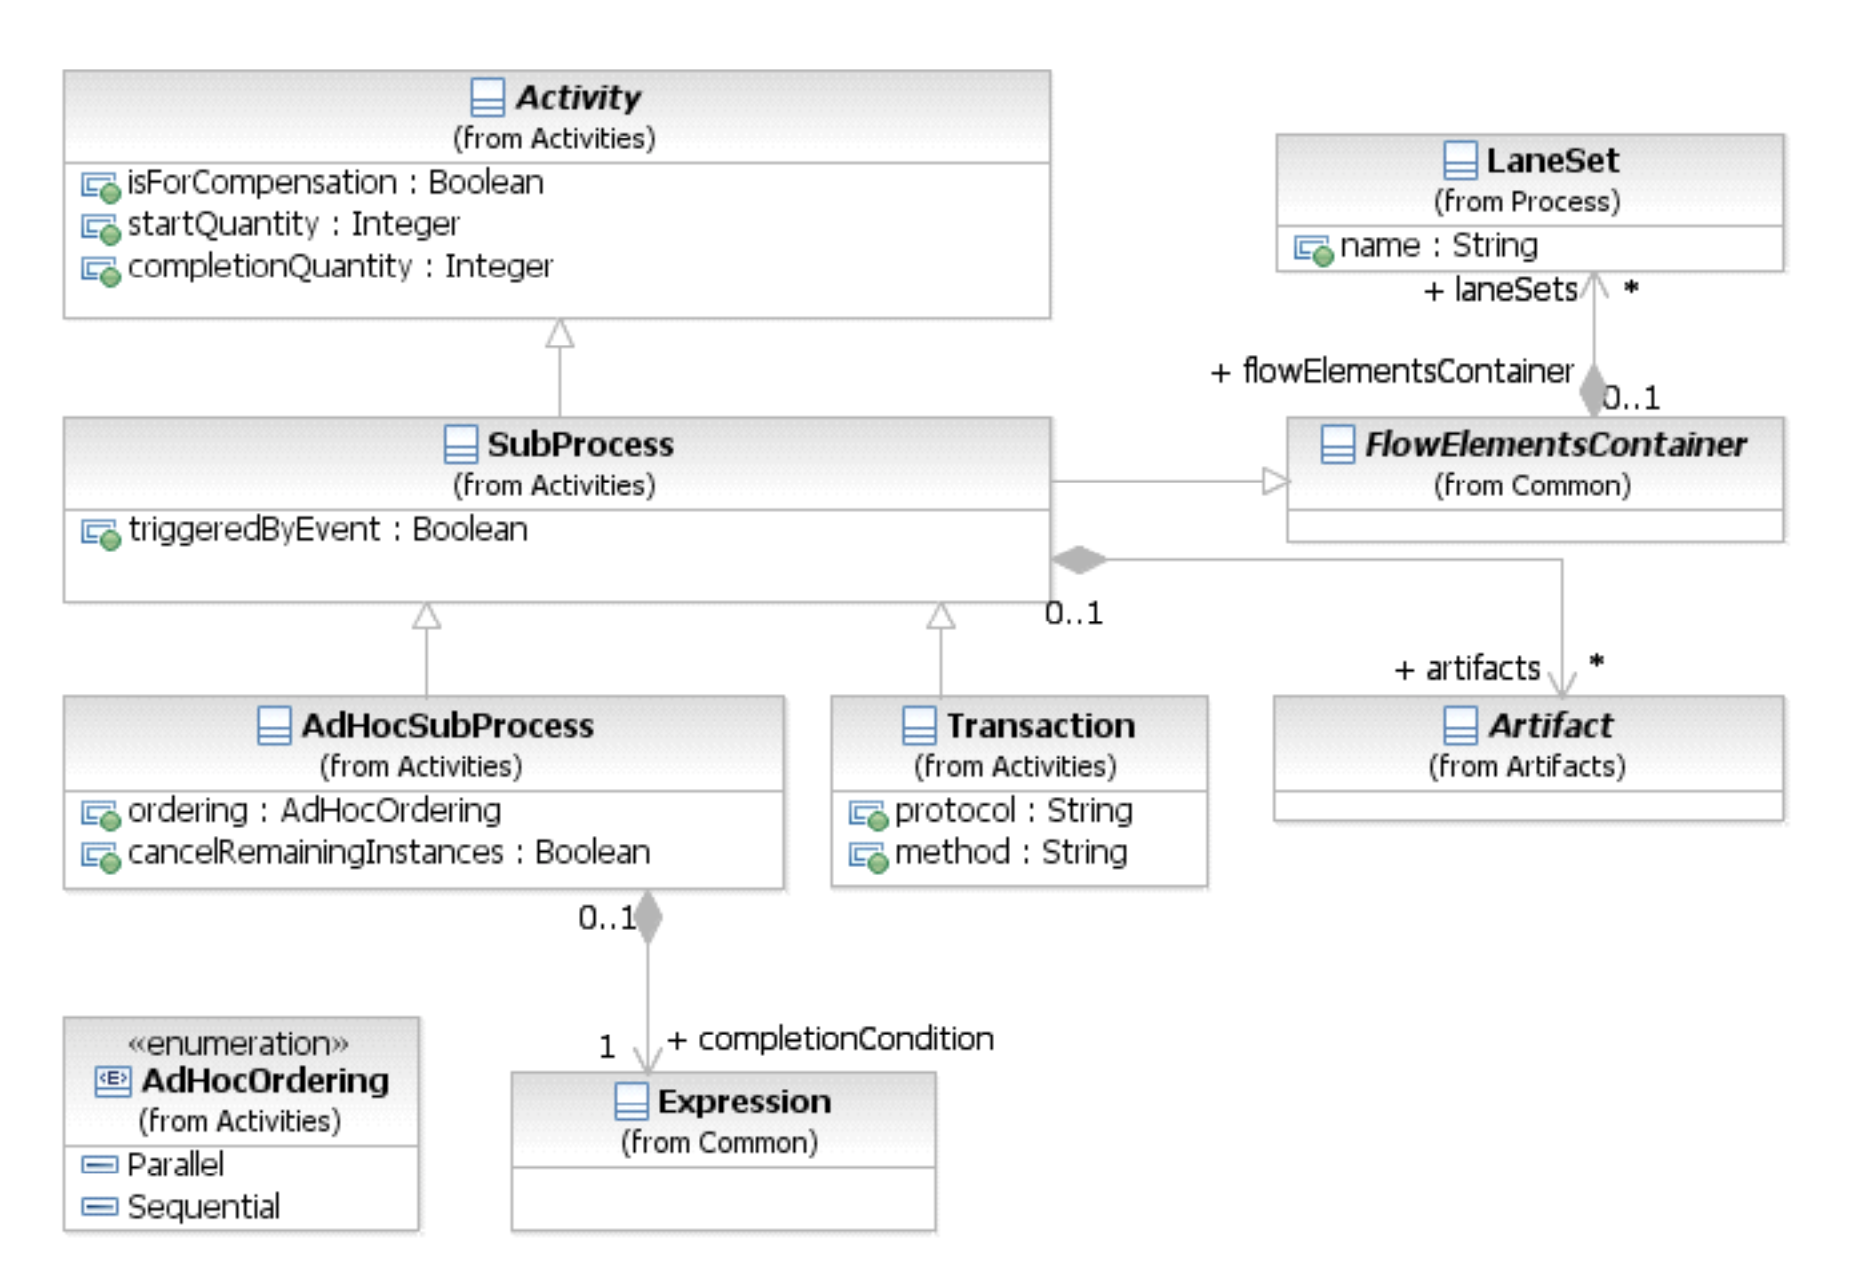 Activity
(from Activities)
isForCompensation : Boolean
startQuantity : Integer
completionQuantity : Integer
LaneSet
(from Process)
name : String
+ laneSets
*
+ flowElementsContainer
0..1
SubProcess
(from Activities)
triggeredByEvent : Boolean
FlowElementsContainer
(from Common)
0..1
+ artifacts
*
AdHocSubProcess
(from Activities)
ordering : AdHocOrdering
cancelRemainingInstances : Boolean
Transaction
(from Activities)
protocol : String
method : String
Artifact
(from Artifacts)
0..1
1
+ completionCondition
«enumeration»
<E> AdHocOrdering
(from Activities)
Parallel
Sequential
Expression
(from Common)